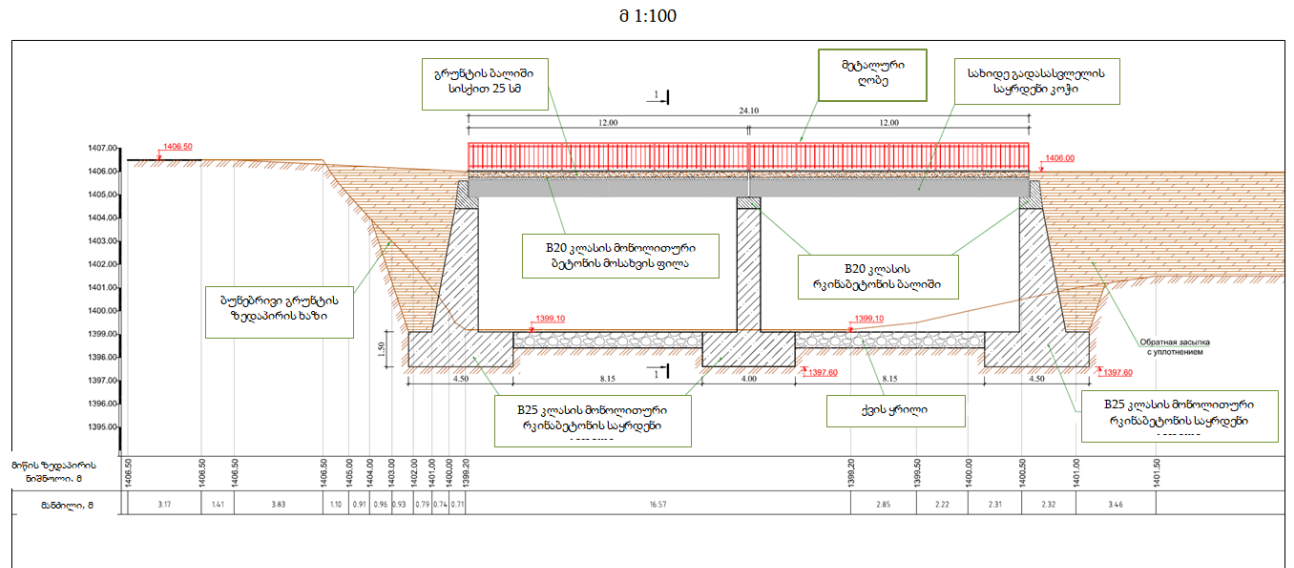 მ 1:100
გრუნტის ბალიში
სისქით 25 სმ
მეტალური
ღობე
სახიდე გადასასვლელის
საყრდენი კოჭი
1
24.10
12.00
12.00
1407.00
1406.00
1405.00
1404.00
1403.00
1402.00
1401.00
1400.00
1399.00
1398.00
1397.00
1396.00
1395.00
1406.50
1406.00
B20 კლასის მონოლითური
ბეტონის მოსახვის ფილა
B20 კლასის
რკინაბეტონის ბალიში
ბუნებრივი გრუნტის
ზედაპირის ხაზი
1399.10
1399.10
Обратная засыпка
с уплотнением
1.50
1397.60
1397.60
1
4.50
8.15
4.00
8.15
4.50
B25 კლასის მონოლითური
რკინაბეტონის საყრდენი
ქვის ყრილი
B25 კლასის მონოლითური
რკინაბეტონის საყრდენი
მიწის ზედაპირის
ნიშნული. მ
1406.50
1406.50
1406.50
1406.50
1405.00
1404.00
1403.00
1402.00
1401.00
1400.00
1399.20
1399.20
1399.50
1400.00
1400.50
1401.00
1401.50
მანძილი, მ
3.17
1.41
3.83
1.10
0.91
0.96
0.93
0.79
0.74
0.71
16.57
2.85
2.22
2.31
2.32
3.46